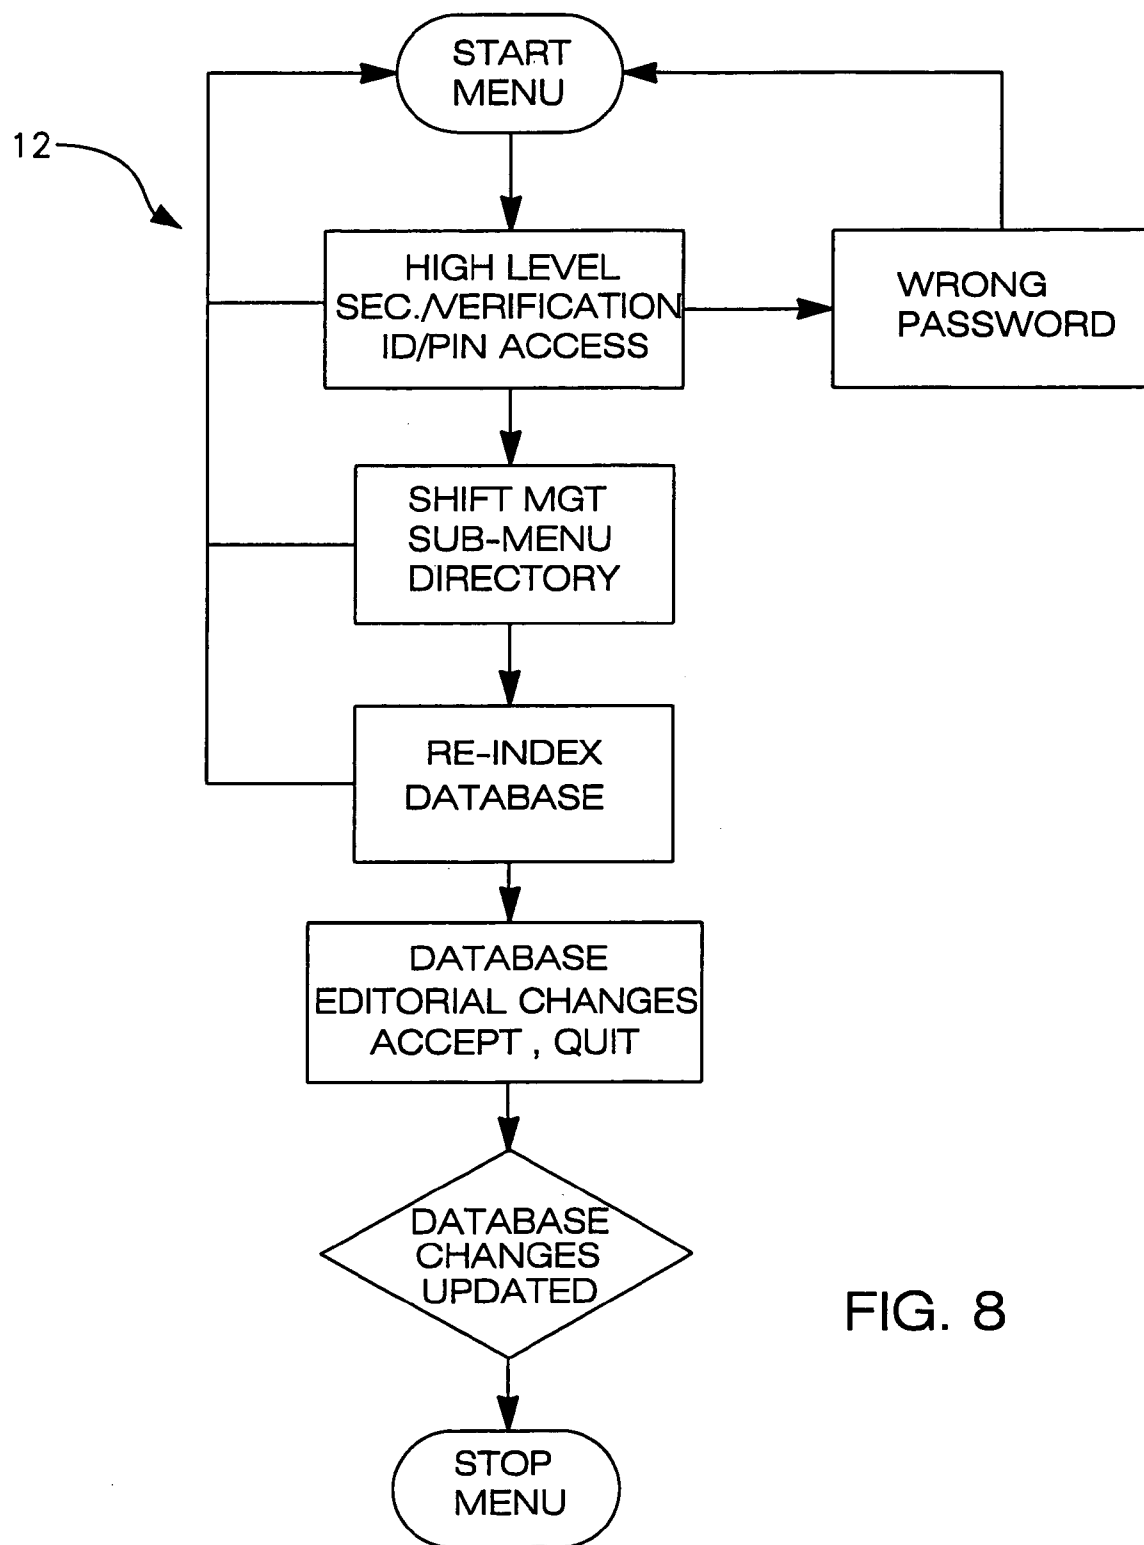 START
MENU
12
HIGH LEVEL
SEC./VERIFICATION
ID/PIN ACCESS
WRONG
PASSWORD
SHIFT MGT
SUB-MENU
DIRECTORY
RE-INDEX
DATABASE
DATABASE
EDITORIAL CHANGES
ACCEPT , QUIT
DATABASE
CHANGES
UPDATED
FIG. 8
STOP
MENU